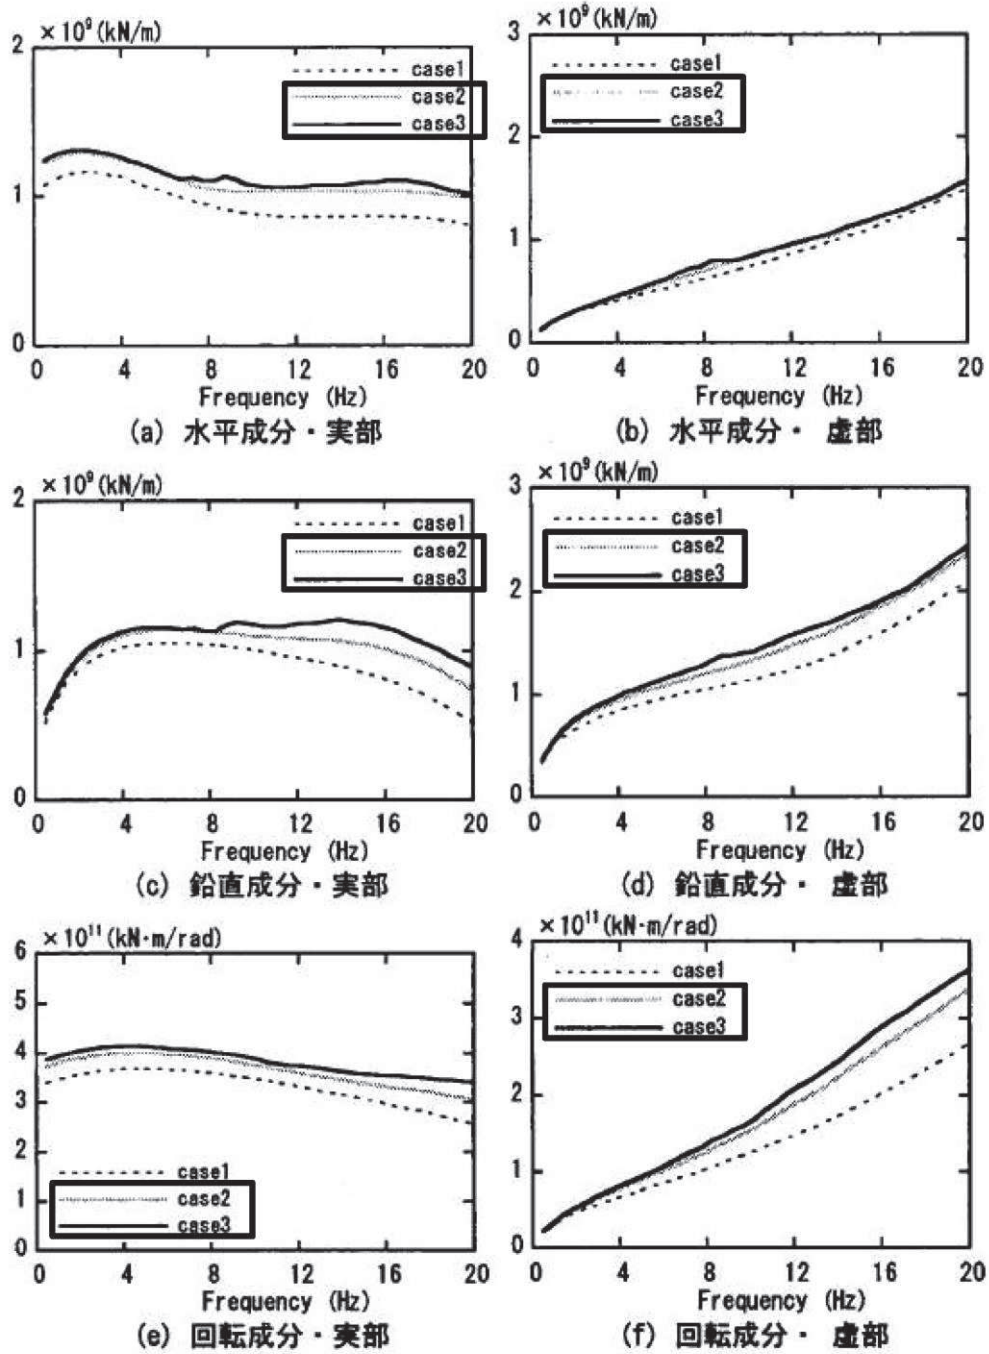 ×10⁹(kN/m)
2
1
0
case1
case2
case3
0 4 8 12 16 20
Frequency (Hz)
(a) 水平成分・実部
×10⁹(kN/m)
3
2
1
0
case1
case2
case3
0 4 8 12 16 20
Frequency (Hz)
(b) 水平成分・ 虚部
×10⁹(kN/m)
2
1
0
case1
case2
case3
0 4 8 12 16 20
Frequency (Hz)
(c) 鉛直成分・実部
×10⁹(kN/m)
3
2
1
0
case1
case2
case3
0 4 8 12 16 20
Frequency (Hz)
(d) 鉛直成分・ 虚部
×10¹¹(kN·m/rad)
6
5
4
3
2
1
0
case1
case2
case3
0 4 8 12 16 20
Frequency (Hz)
(e) 回転成分・実部
×10¹¹(kN·m/rad)
4
3
2
1
0
case1
case2
case3
0 4 8 12 16 20
Frequency (Hz)
(f) 回転成分・ 虚部